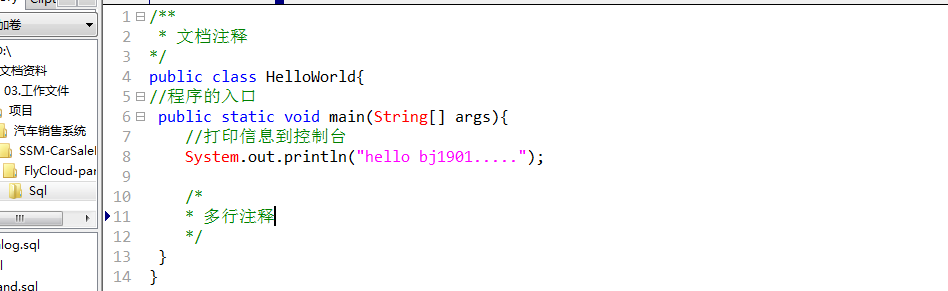 Clipt
加卷
D:\
文档资料
03.工作文件
项目
汽车销售系统
SSM-CarSale
FlyCloud-par
Sql
log.sql
and.sql
1 /**
2 * 文档注释
3 */
4 public class HelloWorld{
5 //程序的入口
6 public static void main(String[] args){
7 //打印信息到控制台
8 System.out.println("hello bj1901.....");
9
10 /*
11 * 多行注释
12 */
13 }
14 }